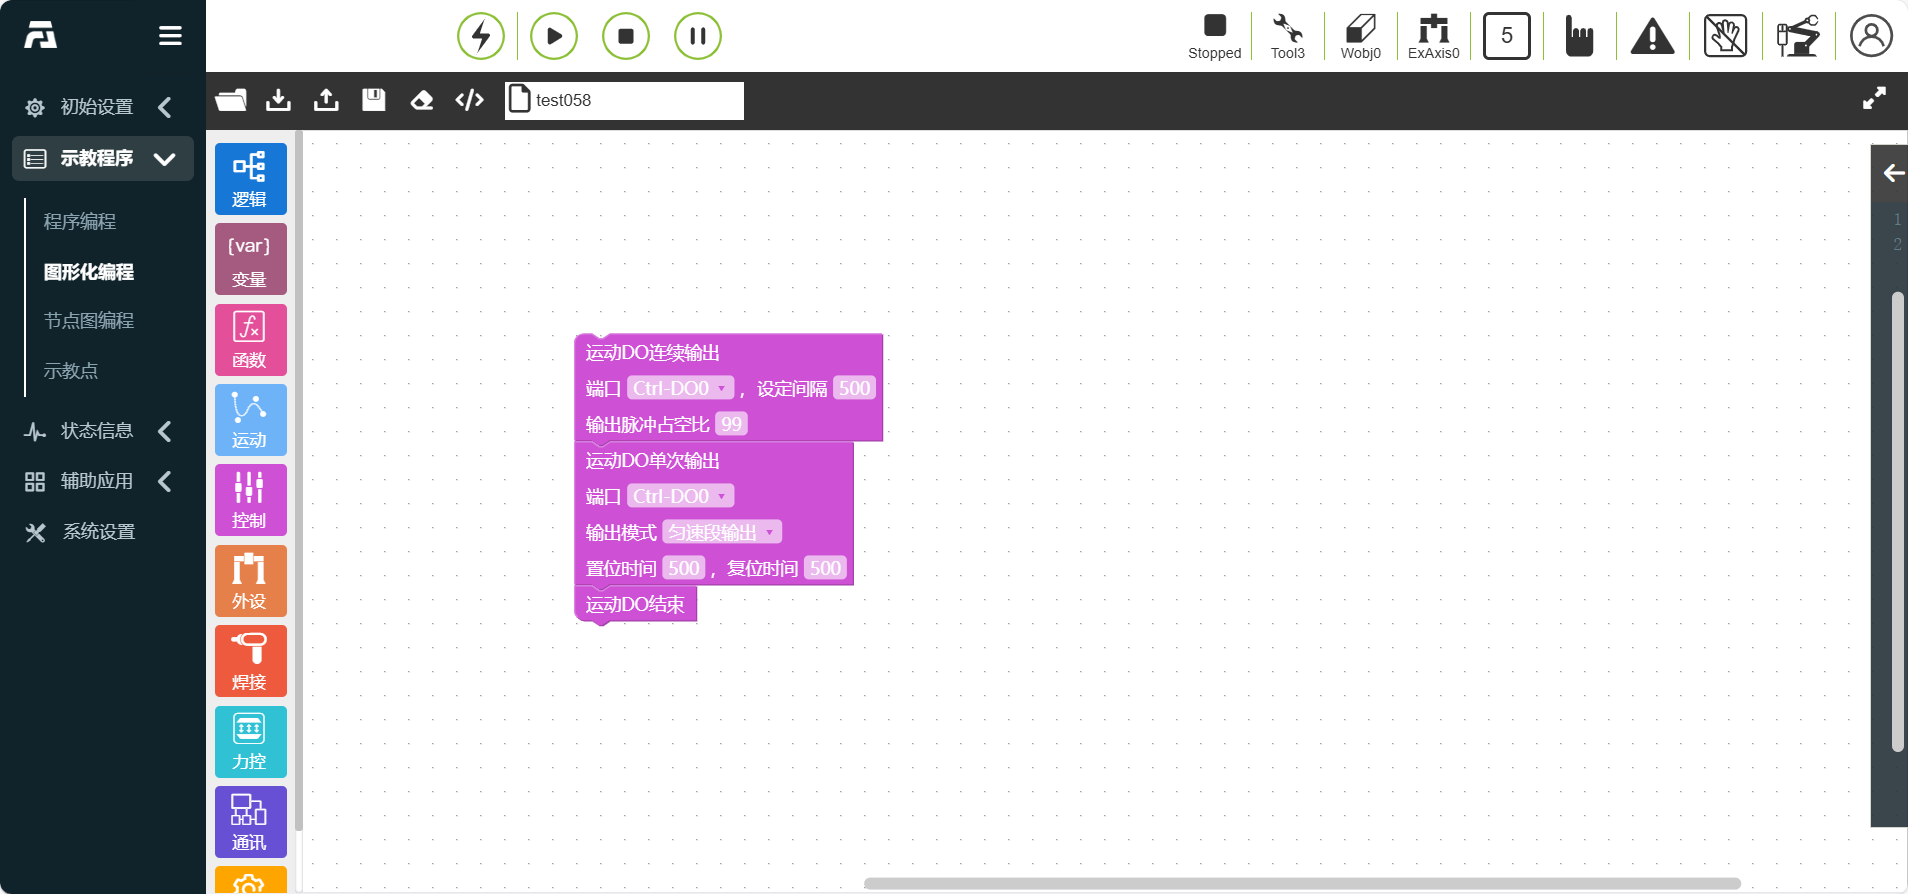 Stopped
Tool3
Wobj0
ExAxis0
5
test058
初始设置
示教程序
程序编程
图形化编程
节点图编程
示教点
状态信息
辅助应用
系统设置
逻辑
{var}
变量
fx
函数
运动
控制
外设
焊接
力控
通讯
运动DO连续输出
端口 Ctrl-DO0 ，设定间隔 500
输出脉冲占空比 99
运动DO单次输出
端口 Ctrl-DO0
输出模式 匀速段输出
置位时间 500 ，复位时间 500
运动DO结束
1
2